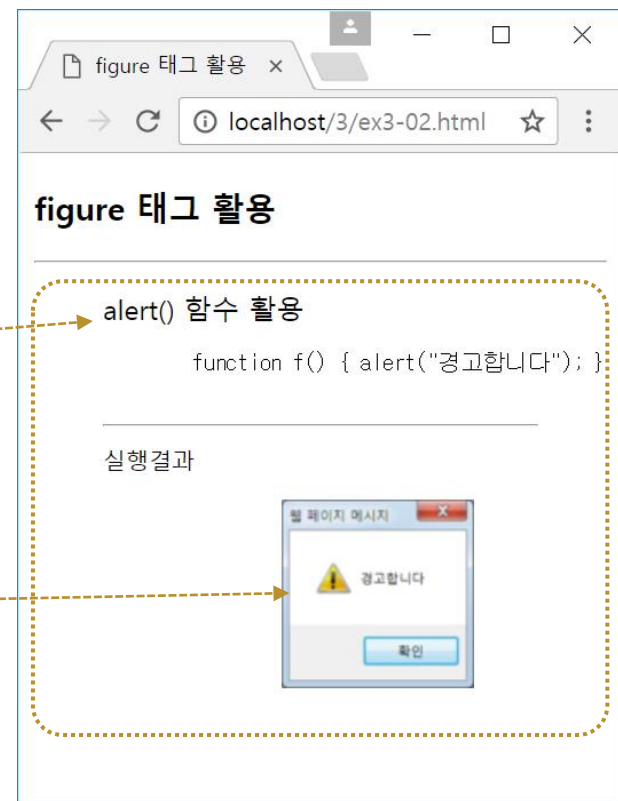 figure 태그 활용
localhost/3/ex3-02.html
figure 태그 활용
alert() 함수 활용
function f() { alert("경고합니다"); }
실행결과
웹 페이지 메시지
경고합니다
확인